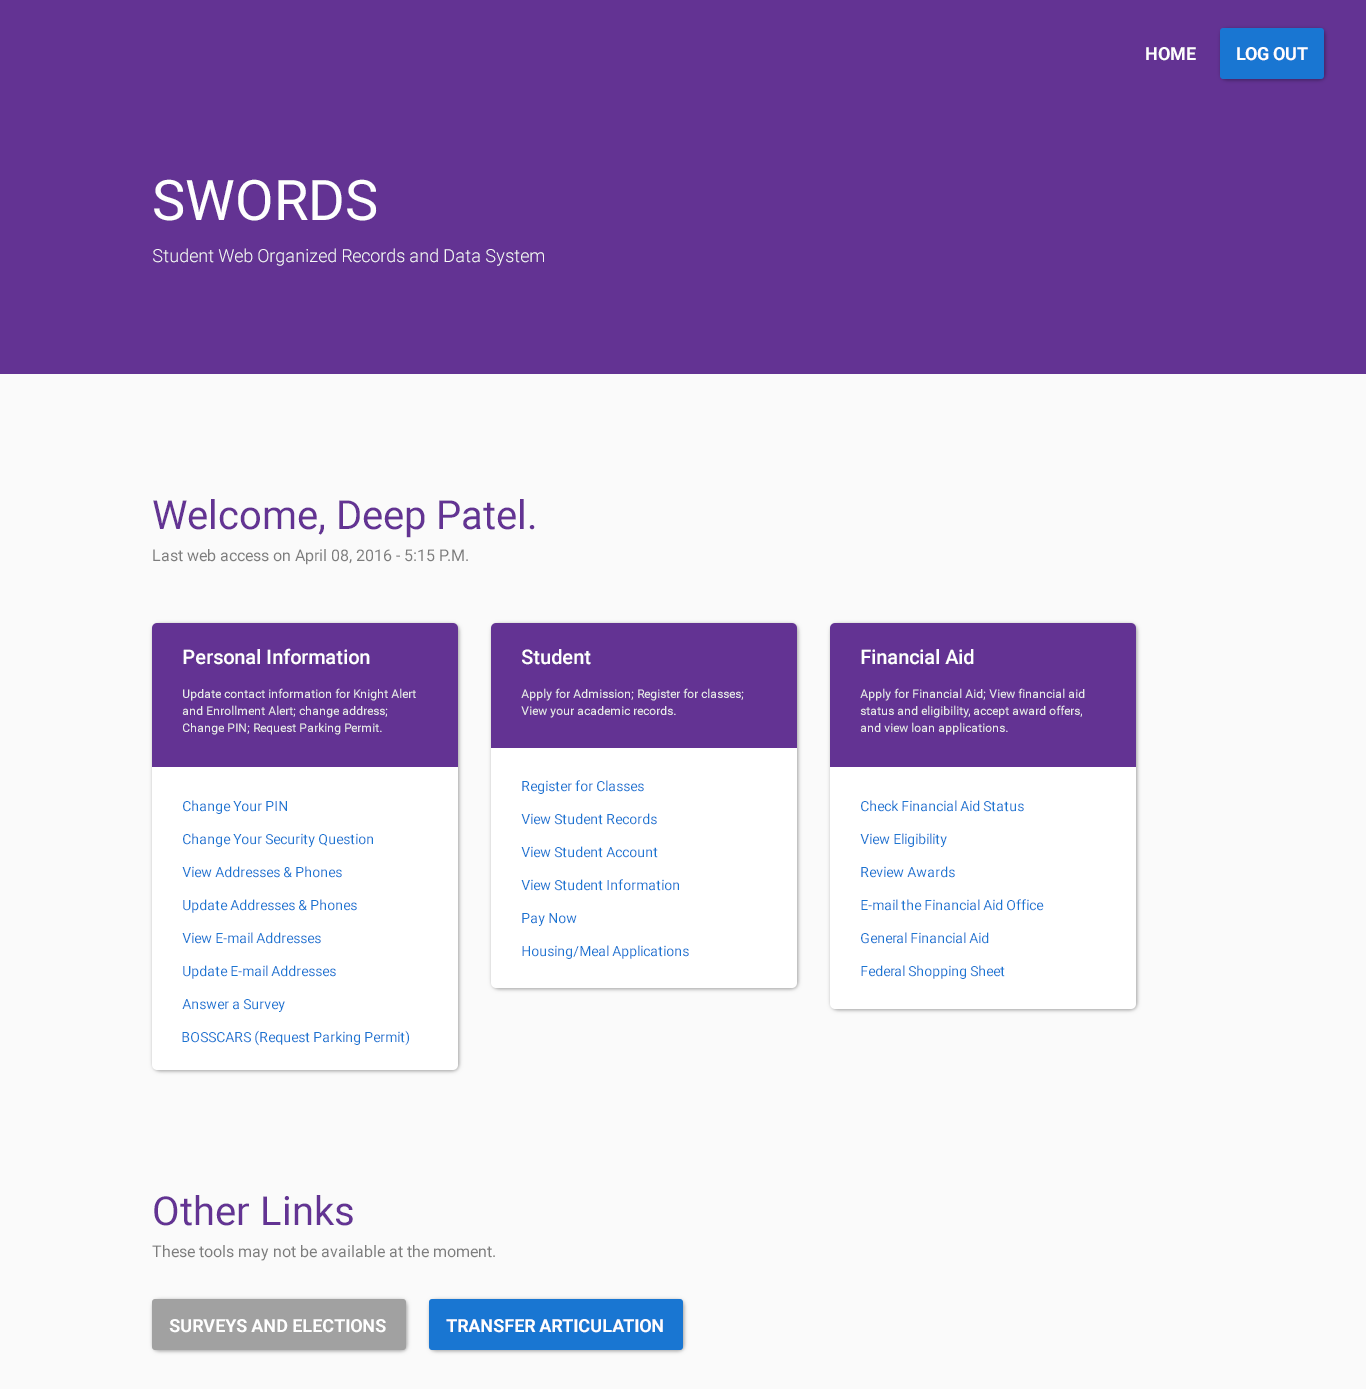 HOME
LOG OUT
SWORDS
Student Web Organized Records and Data System
Welcome, Deep Patel.
Last web access on April 08, 2016 - 5:15 P.M.
Personal Information
Update contact information for Knight Alert
and Enrollment Alert; change address;
Change PIN; Request Parking Permit.
Change Your PIN
Change Your Security Question
View Addresses & Phones
Update Addresses & Phones
View E-mail Addresses
Update E-mail Addresses
Answer a Survey
BOSSCARS (Request Parking Permit)
Student
Apply for Admission; Register for classes;
View your academic records.
Register for Classes
View Student Records
View Student Account
View Student Information
Pay Now
Housing/Meal Applications
Financial Aid
Apply for Financial Aid; View financial aid
status and eligibility, accept award offers,
and view loan applications.
Check Financial Aid Status
View Eligibility
Review Awards
E-mail the Financial Aid Office
General Financial Aid
Federal Shopping Sheet
Other Links
These tools may not be available at the moment.
SURVEYS AND ELECTIONS
TRANSFER ARTICULATION